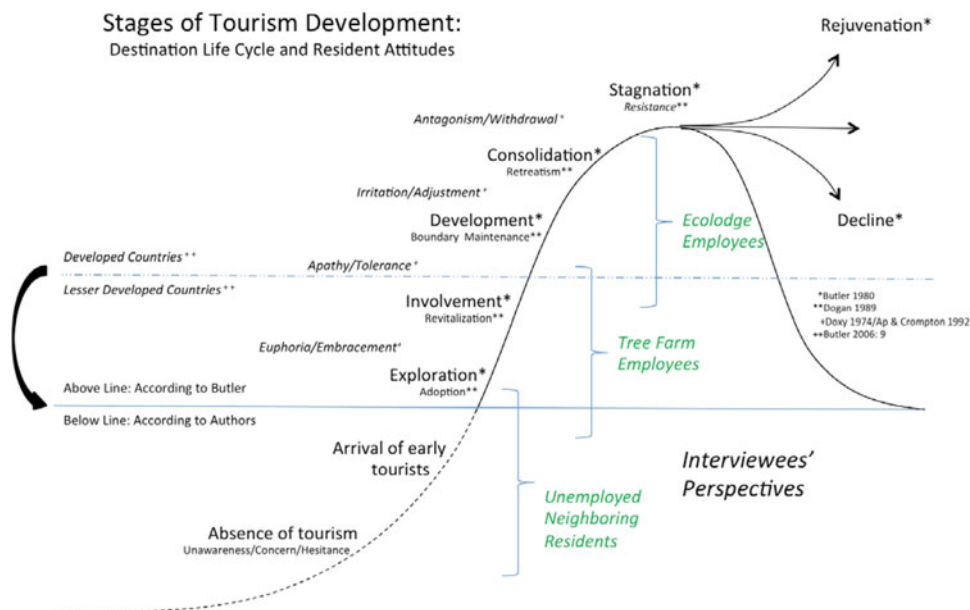 Stages of Tourism Development:
Destination Life Cycle and Resident Attitudes
Rejuvenation*
Stagnation*
Resistance**
Antagonism/Withdrawal +
Consolidation*
Retreatism**
Irritation/Adjustment +
Development*
Boundary Maintenance**
Ecolodge
Employees
Decline*
Developed Countries ++
Apathy/Tolerance +
Lesser Developed Countries ++
Involvement*
Revitalization**
*Butler 1980
**Dogan 1989
+Doxy 1974/Ap & Crompton 1992
++Butler 2006: 9
Euphoria/Embracement+
Tree Farm
Employees
Exploration*
Adoption**
Above Line: According to Butler
Below Line: According to Authors
Arrival of early
tourists
Interviewees'
Perspectives
Unemployed
Neighboring
Residents
Absence of tourism
Unawareness/Concern/Hesitance